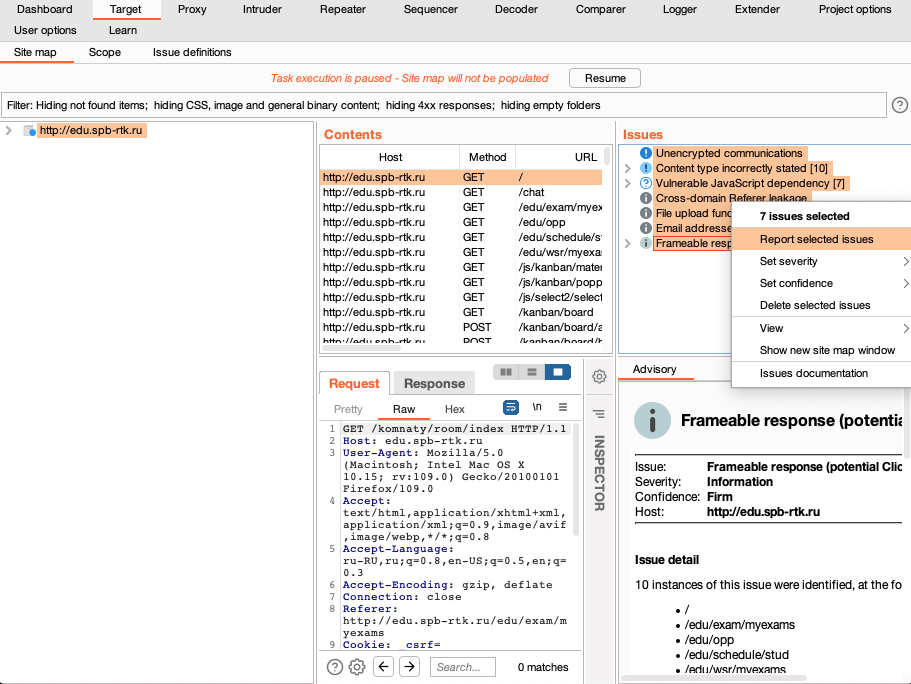 Dashboard Target Proxy Intruder Repeater Sequencer Decoder Comparer Logger Extender Project options
User options Learn
Site map Scope Issue definitions
Task execution is paused - Site map will not be populated Resume
Filter: Hiding not found items; hiding CSS, image and general binary content; hiding 4xx responses; hiding empty folders ?
http://edu.spb-rtk.ru
Contents
Host Method URL
http://edu.spb-rtk.ru GET /
http://edu.spb-rtk.ru GET /chat
http://edu.spb-rtk.ru GET /edu/exam/myex
http://edu.spb-rtk.ru GET /edu/opp
http://edu.spb-rtk.ru GET /edu/schedule/st
http://edu.spb-rtk.ru GET /edu/wsr/myexa
http://edu.spb-rtk.ru GET /js/kanban/mater
http://edu.spb-rtk.ru GET /js/kanban/popp
http://edu.spb-rtk.ru GET /js/select2/select
http://edu.spb-rtk.ru GET /kanban/board
http://edu.spb-rtk.ru POST /kanban/board/a
http://edu.spb-rtk.ru POST /kanban/board/
Issues
Unencrypted communications
Content type incorrectly stated [10]
Vulnerable JavaScript dependency [7]
Cross-domain Referer leakage
File upload func
Email addresse
Frameable resp
7 issues selected
Report selected issues
Set severity
Set confidence
Delete selected issues
View
Show new site map window
Issues documentation
Request Response
Pretty Raw Hex \n
1 GET /komnaty/room/index HTTP/1.1
2 Host: edu.spb-rtk.ru
3 User-Agent: Mozilla/5.0
(Macintosh; Intel Mac OS X
10.15; rv:109.0) Gecko/20100101
Firefox/109.0
4 Accept:
text/html,application/xhtml+xml,
application/xml;q=0.9,image/avif
,image/webp,*/*;q=0.8
5 Accept-Language:
ru-RU,ru;q=0.8,en-US;q=0.5,en;q=
0.3
6 Accept-Encoding: gzip, deflate
7 Connection: close
8 Referer:
http://edu.spb-rtk.ru/edu/exam/m
yexams
9 Cookie: _csrf=
? Search... 0 matches
INSPECTOR
Advisory
Frameable response (potentia
Issue: Frameable response (potential Clic
Severity: Information
Confidence: Firm
Host: http://edu.spb-rtk.ru
Issue detail
10 instances of this issue were identified, at the fo
• /
• /edu/exam/myexams
• /edu/opp
• /edu/schedule/stud
• /edu/wsr/myexams